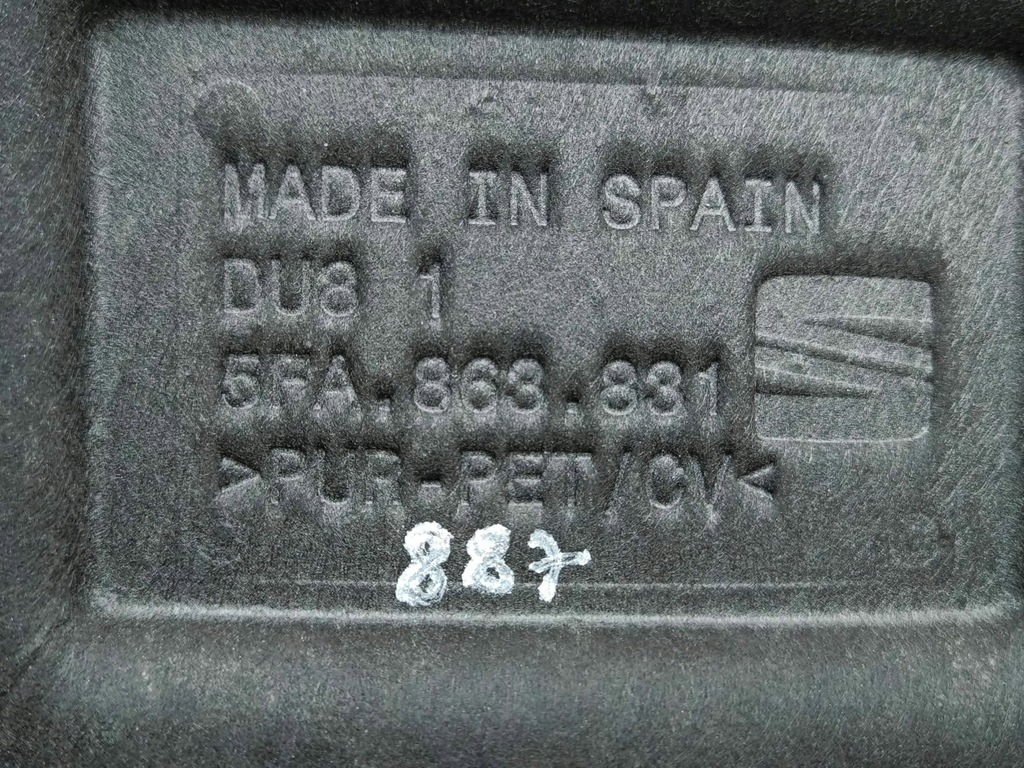 MADE IN SPAIN
DU8 1
5FA.863.831
>PUR-PET/CV<
887